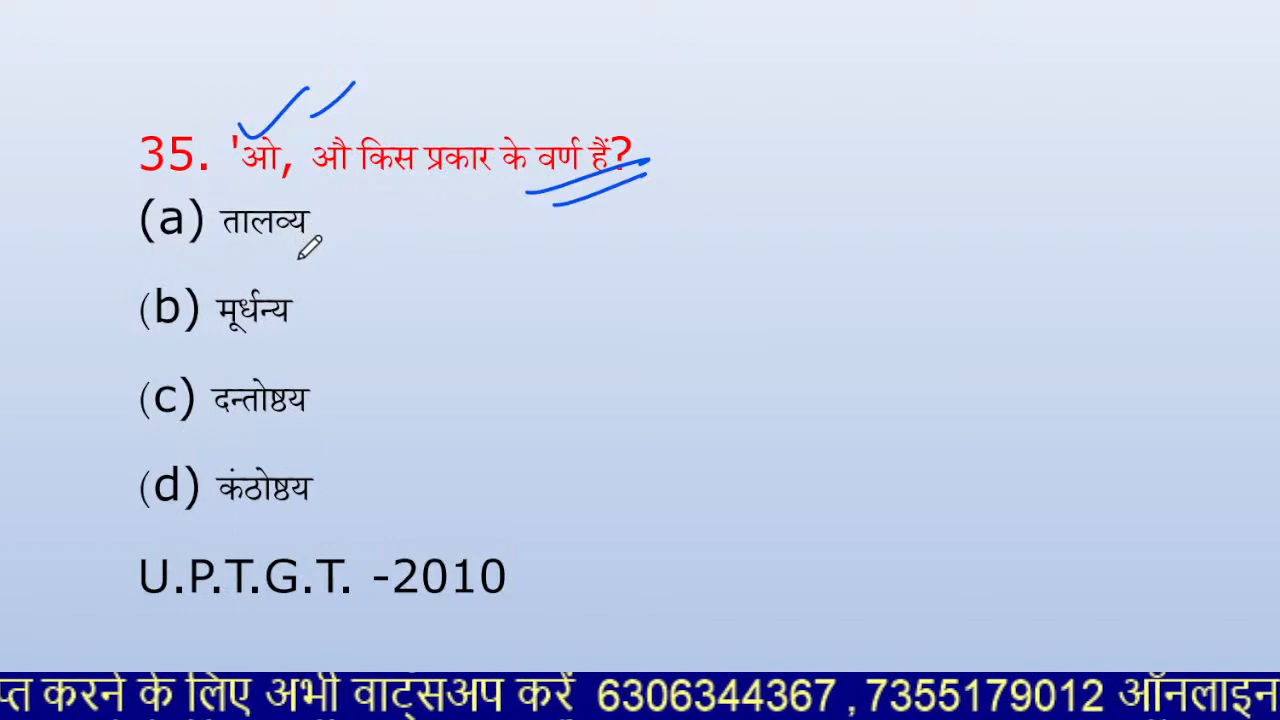 35. 'ओ, औ किस प्रकार के वर्ण हैं?
(a) तालव्य
(b) मूर्धन्य
(c) दन्तोष्ठय
(d) कंठोष्ठय
U.P.T.G.T. -2010
प्त करने के लिए अभी वाट्सअप करें 6306344367 , 7355179012 ऑनलाइन